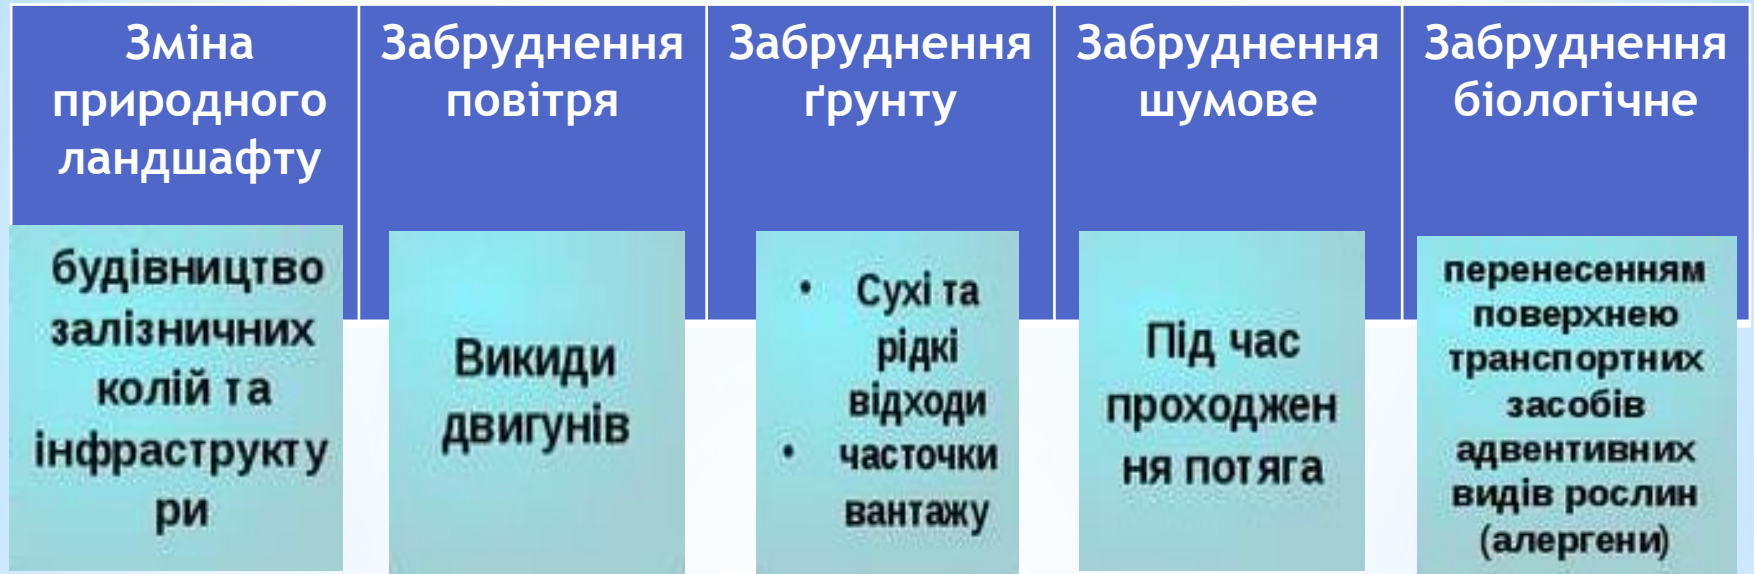 Зміна
природного
ландшафту
Забруднення
повітря
Забруднення
ґрунту
Забруднення
шумове
Забруднення
біологічне
будівництво
залізничних
колій та
інфраструкту
ри
Викиди
двигунів
• Сухі та
рідкі
відходи
• часточки
вантажу
Під час
проходжен
ня потяга
перенесенням
поверхнею
транспортних
засобів
адвентивних
видів рослин
(алергени)